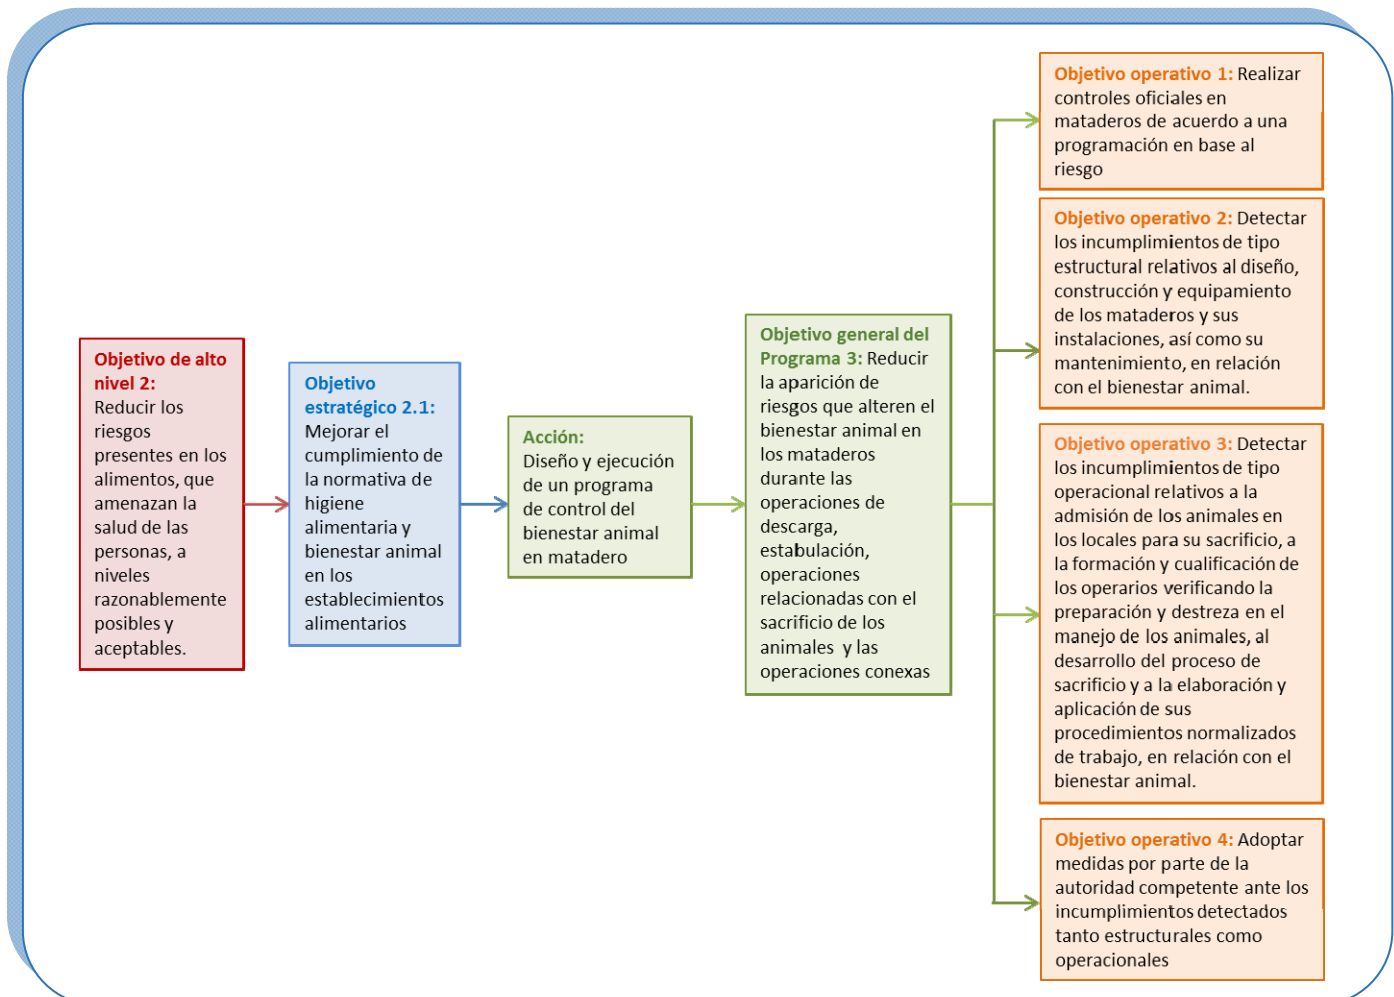 Objetivo de alto
nivel 2:
Reducir los
riesgos
presentes en los
alimentos, que
amenazan la
salud de las
personas, a
niveles
razonablemente
posibles y
aceptables.
Objetivo
estratégico 2.1:
Mejorar el
cumplimiento de
la normativa de
higiene
alimentaria y
bienestar animal
en los
establecimientos
alimentarios
Acción:
Diseño y ejecución
de un programa
de control del
bienestar animal
en matadero
Objetivo general del
Programa 3: Reducir
la aparición de
riesgos que alteren el
bienestar animal en
los mataderos
durante las
operaciones de
descarga,
estabulación,
operaciones
relacionadas con el
sacrificio de los
animales y las
operaciones conexas
Objetivo operativo 1: Realizar
controles oficiales en
mataderos de acuerdo a una
programación en base al
riesgo
Objetivo operativo 2: Detectar
los incumplimientos de tipo
estructural relativos al diseño,
construcción y equipamiento
de los mataderos y sus
instalaciones, así como su
mantenimiento, en relación
con el bienestar animal.
Objetivo operativo 3: Detectar
los incumplimientos de tipo
operacional relativos a la
admisión de los animales en
los locales para su sacrificio, a
la formación y cualificación de
los operarios verificando la
preparación y destreza en el
manejo de los animales, al
desarrollo del proceso de
sacrificio y a la elaboración y
aplicación de sus
procedimientos normalizados
de trabajo, en relación con el
bienestar animal.
Objetivo operativo 4: Adoptar
medidas por parte de la
autoridad competente ante los
incumplimientos detectados
tanto estructurales como
operacionales